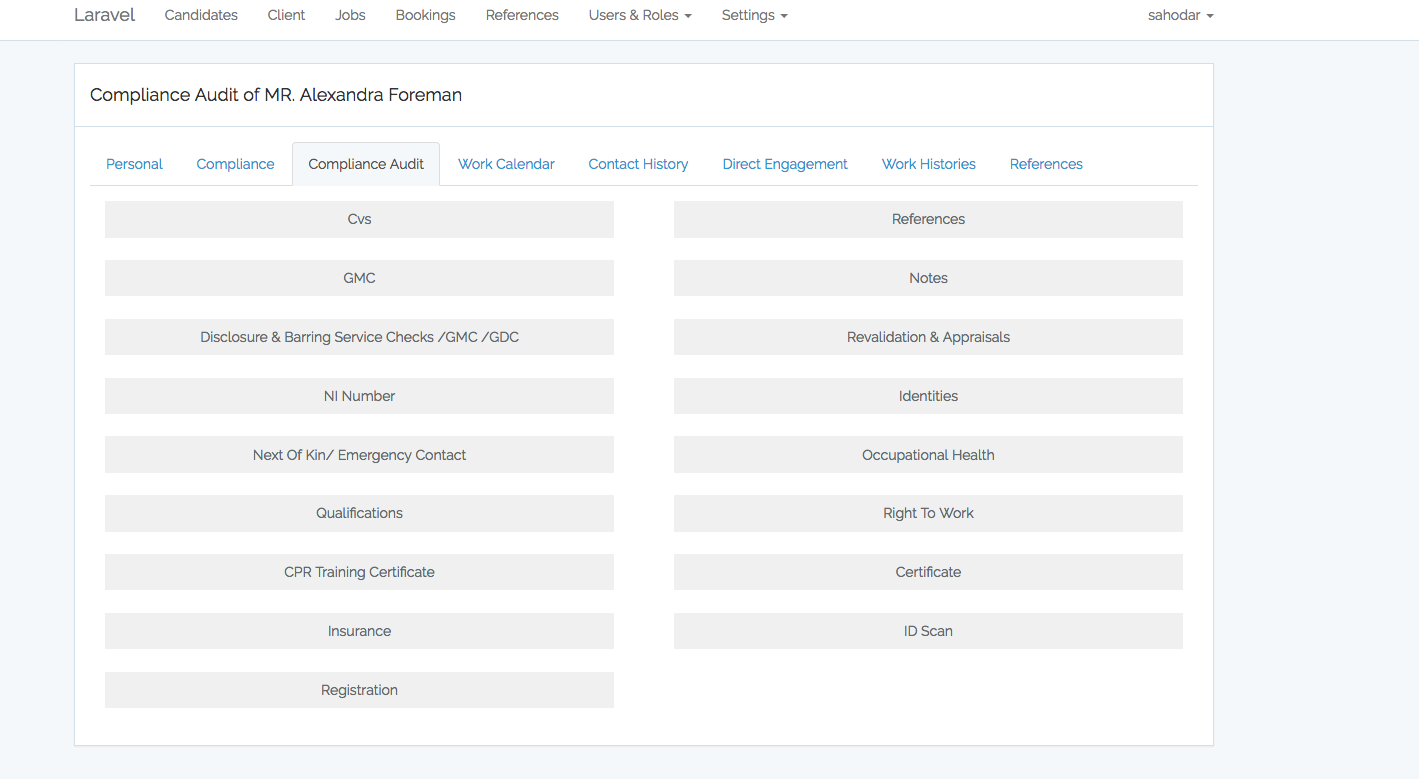 Laravel Candidates Client Jobs Bookings References Users & Roles Settings sahodar
Compliance Audit of MR. Alexandra Foreman
Personal Compliance Compliance Audit Work Calendar Contact History Direct Engagement Work Histories References
Cvs References
GMC Notes
Disclosure & Barring Service Checks /GMC /GDC Revalidation & Appraisals
NI Number Identities
Next Of Kin/ Emergency Contact Occupational Health
Qualifications Right To Work
CPR Training Certificate Certificate
Insurance ID Scan
Registration